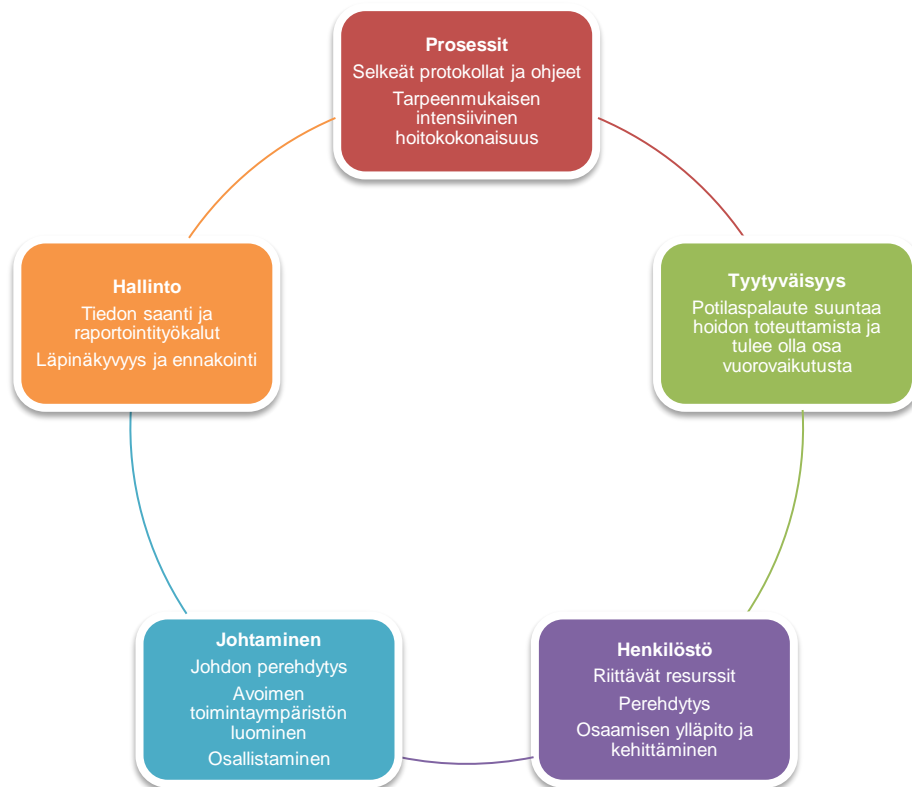 Prosessit
Selkeät protokollat ja ohjeet
Tarpeenmukaisen
intensiivinen
hoitokokonaisuus
Tyytyväisyys
Potilaspalaute suuntaa
hoidon toteuttamista ja
tulee olla osa
vuorovaikutusta
Henkilöstö
Riittävät resurssit
Perehdytys
Osaamisen ylläpito ja
kehittäminen
Johtaminen
Johdon perehdytys
Avoimen
toimintaympäristön
luominen
Osallistaminen
Hallinto
Tiedon saanti ja
raportointityökalut
Läpinäkyvyys ja ennakointi